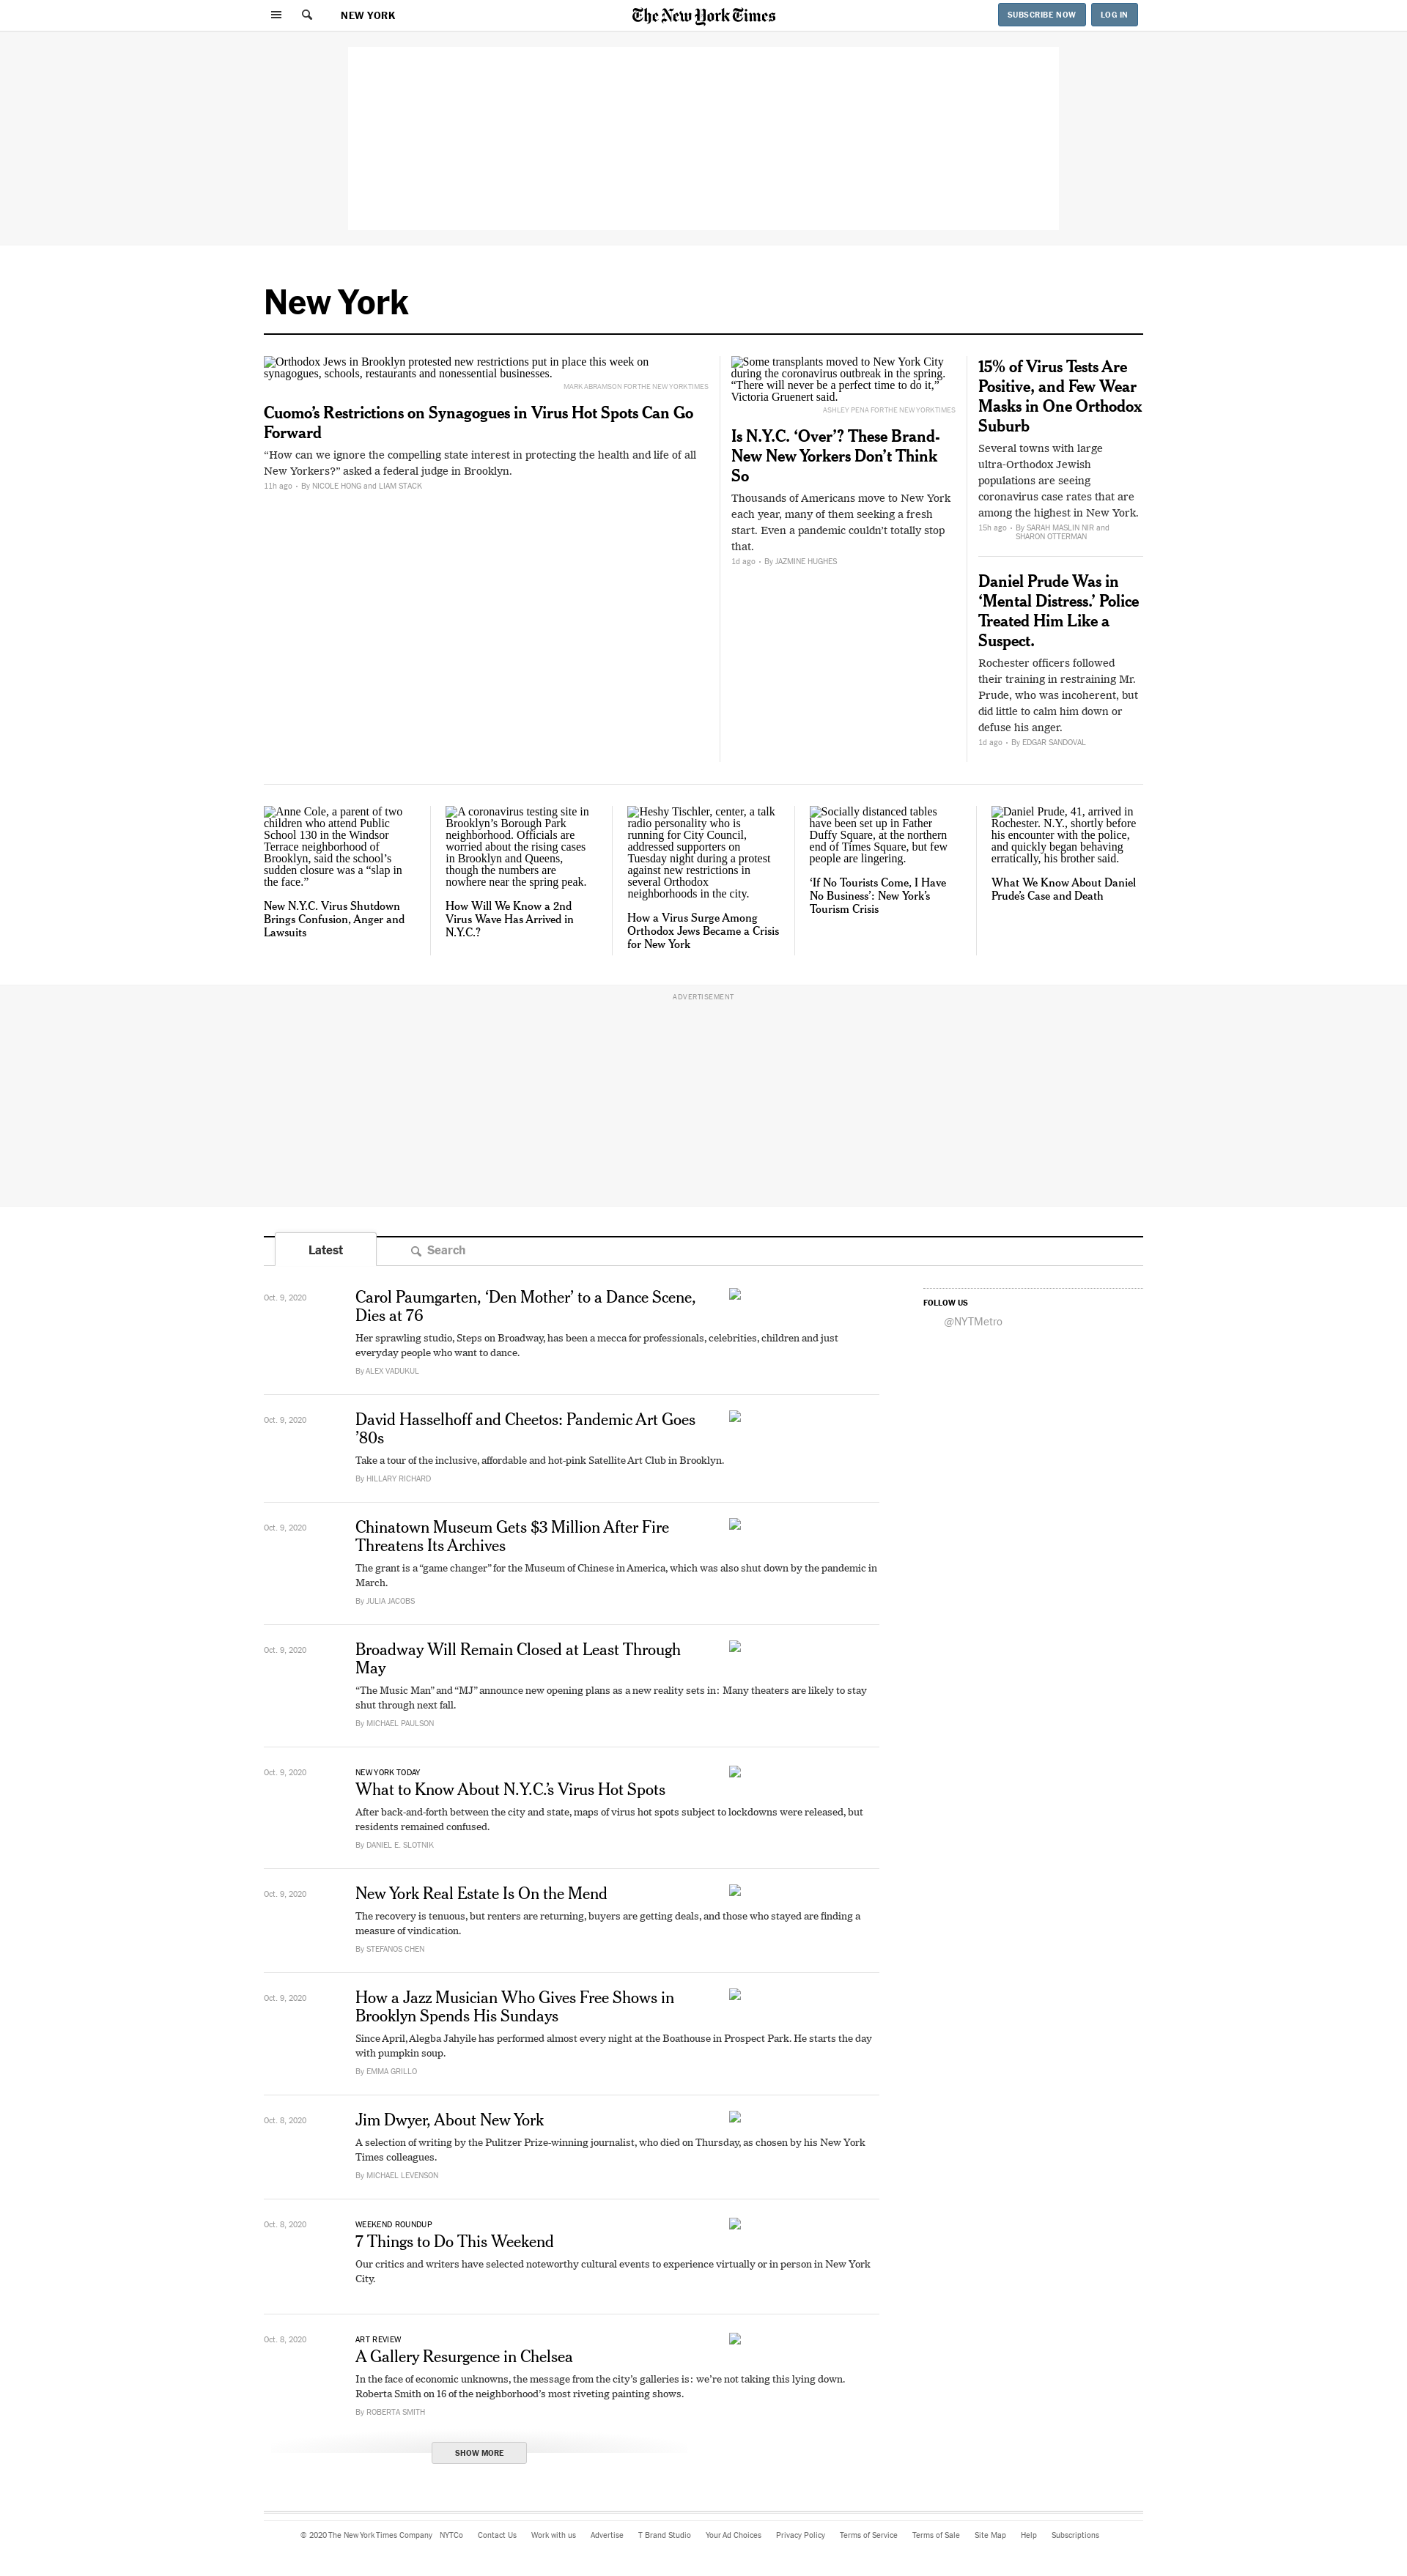 NEW YORK
The New York Times
SUBSCRIBE NOW
LOG IN
New York
Orthodox Jews in Brooklyn protested new restrictions put in place this week on
synagogues, schools, restaurants and nonessential businesses.
MARK ABRAMSON FOR THE NEW YORK TIMES
Cuomo’s Restrictions on Synagogues in Virus Hot Spots Can Go
Forward
“How can we ignore the compelling state interest in protecting the health and life of all
New Yorkers?” asked a federal judge in Brooklyn.
11h ago • By NICOLE HONG and LIAM STACK
Some transplants moved to New York City
during the coronavirus outbreak in the spring.
“There will never be a perfect time to do it,”
Victoria Gruenert said.
ASHLEY PENA FOR THE NEW YORK TIMES
Is N.Y.C. ‘Over’? These Brand-
New New Yorkers Don’t Think
So
Thousands of Americans move to New York
each year, many of them seeking a fresh
start. Even a pandemic couldn’t totally stop
that.
1d ago • By JAZMINE HUGHES
15% of Virus Tests Are
Positive, and Few Wear
Masks in One Orthodox
Suburb
Several towns with large
ultra-Orthodox Jewish
populations are seeing
coronavirus case rates that are
among the highest in New York.
15h ago • By SARAH MASLIN NIR and
SHARON OTTERMAN
Daniel Prude Was in
‘Mental Distress.’ Police
Treated Him Like a
Suspect.
Rochester officers followed
their training in restraining Mr.
Prude, who was incoherent, but
did little to calm him down or
defuse his anger.
1d ago • By EDGAR SANDOVAL
Anne Cole, a parent of two
children who attend Public
School 130 in the Windsor
Terrace neighborhood of
Brooklyn, said the school’s
sudden closure was a “slap in
the face.”
New N.Y.C. Virus Shutdown
Brings Confusion, Anger and
Lawsuits
A coronavirus testing site in
Brooklyn’s Borough Park
neighborhood. Officials are
worried about the rising cases
in Brooklyn and Queens,
though the numbers are
nowhere near the spring peak.
How Will We Know a 2nd
Virus Wave Has Arrived in
N.Y.C.?
Heshy Tischler, center, a talk
radio personality who is
running for City Council,
addressed supporters on
Tuesday night during a protest
against new restrictions in
several Orthodox
neighborhoods in the city.
How a Virus Surge Among
Orthodox Jews Became a Crisis
for New York
Socially distanced tables
have been set up in Father
Duffy Square, at the northern
end of Times Square, but few
people are lingering.
‘If No Tourists Come, I Have
No Business’: New York’s
Tourism Crisis
Daniel Prude, 41, arrived in
Rochester. N.Y., shortly before
his encounter with the police,
and quickly began behaving
erratically, his brother said.
What We Know About Daniel
Prude’s Case and Death
ADVERTISEMENT
Latest
Search
Oct. 9, 2020
Carol Paumgarten, ‘Den Mother’ to a Dance Scene,
Dies at 76
Her sprawling studio, Steps on Broadway, has been a mecca for professionals, celebrities, children and just
everyday people who want to dance.
By ALEX VADUKUL
FOLLOW US
@NYTMetro
Oct. 9, 2020
David Hasselhoff and Cheetos: Pandemic Art Goes
’80s
Take a tour of the inclusive, affordable and hot-pink Satellite Art Club in Brooklyn.
By HILLARY RICHARD
Oct. 9, 2020
Chinatown Museum Gets $3 Million After Fire
Threatens Its Archives
The grant is a “game changer” for the Museum of Chinese in America, which was also shut down by the pandemic in
March.
By JULIA JACOBS
Oct. 9, 2020
Broadway Will Remain Closed at Least Through
May
“The Music Man” and “MJ” announce new opening plans as a new reality sets in: Many theaters are likely to stay
shut through next fall.
By MICHAEL PAULSON
Oct. 9, 2020
NEW YORK TODAY
What to Know About N.Y.C.’s Virus Hot Spots
After back-and-forth between the city and state, maps of virus hot spots subject to lockdowns were released, but
residents remained confused.
By DANIEL E. SLOTNIK
Oct. 9, 2020
New York Real Estate Is On the Mend
The recovery is tenuous, but renters are returning, buyers are getting deals, and those who stayed are finding a
measure of vindication.
By STEFANOS CHEN
Oct. 9, 2020
How a Jazz Musician Who Gives Free Shows in
Brooklyn Spends His Sundays
Since April, Alegba Jahyile has performed almost every night at the Boathouse in Prospect Park. He starts the day
with pumpkin soup.
By EMMA GRILLO
Oct. 8, 2020
Jim Dwyer, About New York
A selection of writing by the Pulitzer Prize-winning journalist, who died on Thursday, as chosen by his New York
Times colleagues.
By MICHAEL LEVENSON
Oct. 8, 2020
WEEKEND ROUNDUP
7 Things to Do This Weekend
Our critics and writers have selected noteworthy cultural events to experience virtually or in person in New York
City.
Oct. 8, 2020
ART REVIEW
A Gallery Resurgence in Chelsea
In the face of economic unknowns, the message from the city’s galleries is: we’re not taking this lying down.
Roberta Smith on 16 of the neighborhood’s most riveting painting shows.
By ROBERTA SMITH
SHOW MORE
© 2020 The New York Times Company NYTCo Contact Us Work with us Advertise T Brand Studio Your Ad Choices Privacy Policy Terms of Service Terms of Sale Site Map Help Subscriptions